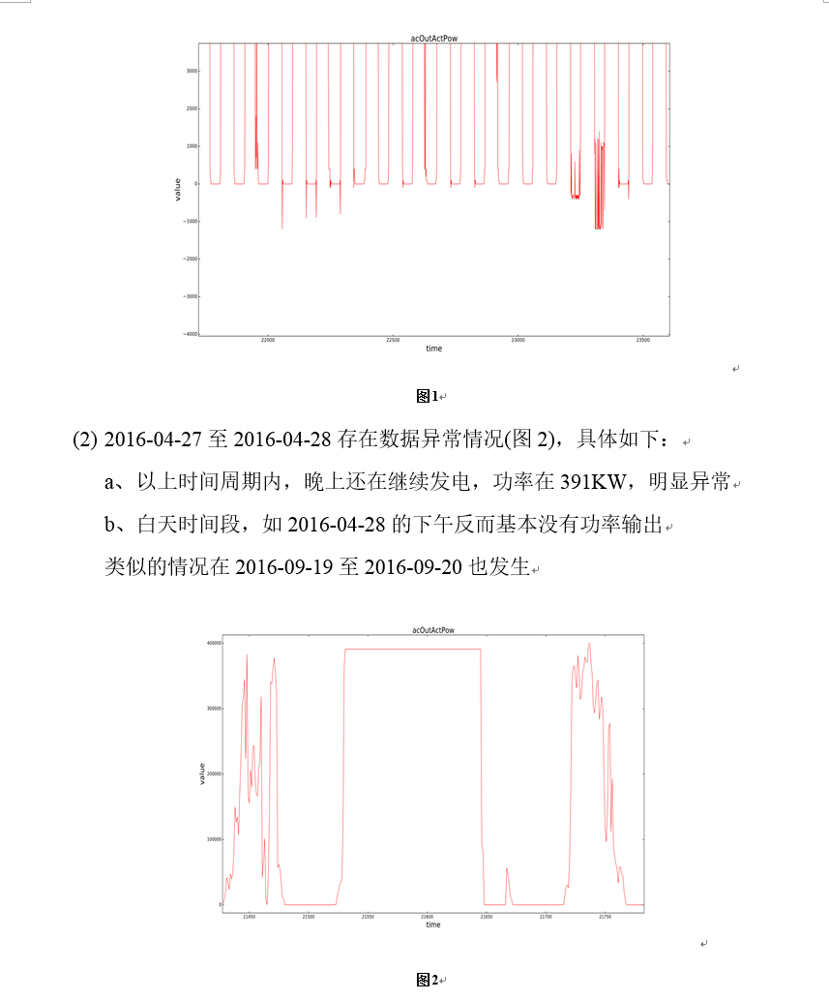 acOutActPow
3000
2000
1000
0
−1000
−2000
−3000
−4000
value
22000 22500 23000 23500
time
图1
(2) 2016-04-27 至 2016-04-28 存在数据异常情况(图 2)，具体如下：
a、以上时间周期内，晚上还在继续发电，功率在 391KW，明显异常
b、白天时间段，如 2016-04-28 的下午反而基本没有功率输出
类似的情况在 2016-09-19 至 2016-09-20 也发生
acOutActPow
400000
300000
200000
100000
0
value
21450 21500 21550 21600 21650 21700 21750
time
图2